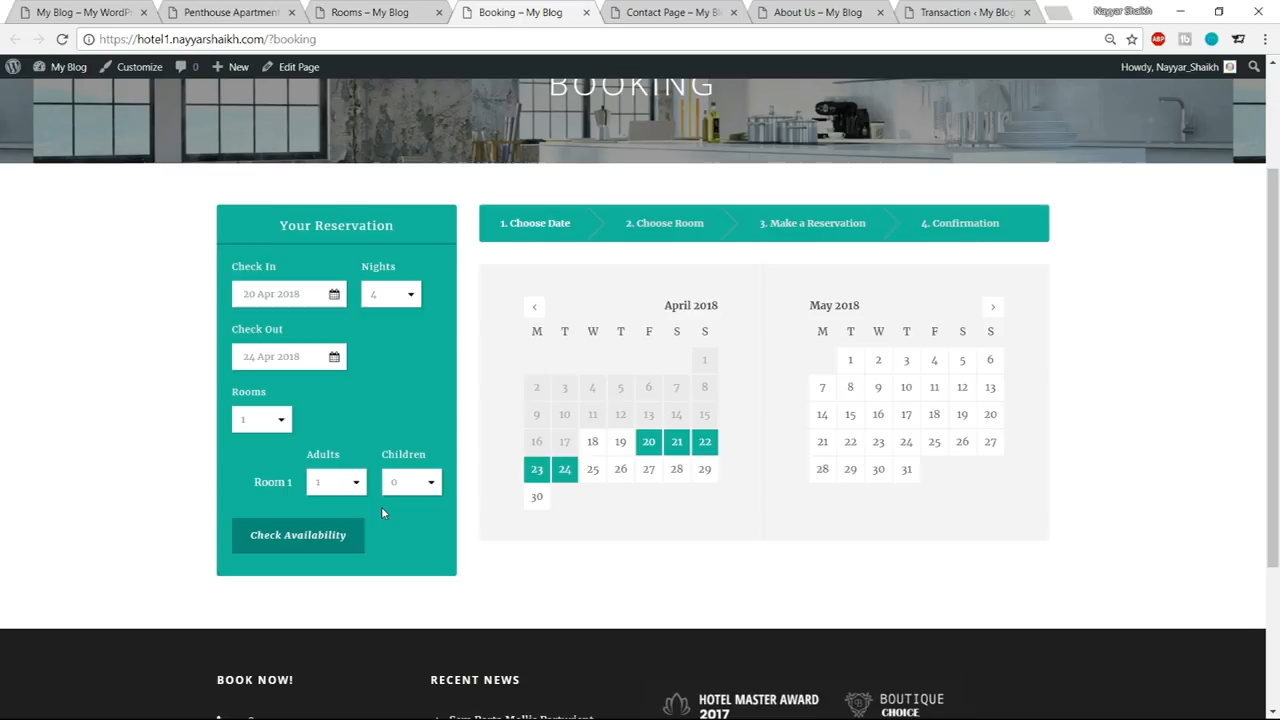 My Blog – My WordPr
Penthouse Apartment
Rooms – My Blog
Booking – My Blog
Contact Page – My B
About Us – My Blog
Transaction ‹ My Blog
Nayyar Shaikh
https://hotel1.nayyarshaikh.com/?booking
ABP
My Blog
Customize
0
New
Edit Page
Howdy, Nayyar_Shaikh
BOOKING
Your Reservation
Check In
Nights
20 Apr 2018
4
Check Out
24 Apr 2018
Rooms
1
Adults
Children
Room 1
1
0
Check Availability
1. Choose Date
2. Choose Room
3. Make a Reservation
4. Confirmation
April 2018
M T W T F S S
1
2 3 4 5 6 7 8
9 10 11 12 13 14 15
16 17 18 19 20 21 22
23 24 25 26 27 28 29
30
May 2018
M T W T F S S
1 2 3 4 5 6
7 8 9 10 11 12 13
14 15 16 17 18 19 20
21 22 23 24 25 26 27
28 29 30 31
BOOK NOW!
RECENT NEWS
Sem Porta Mollis Parturient
HOTEL MASTER AWARD
2017
BOUTIQUE
CHOICE